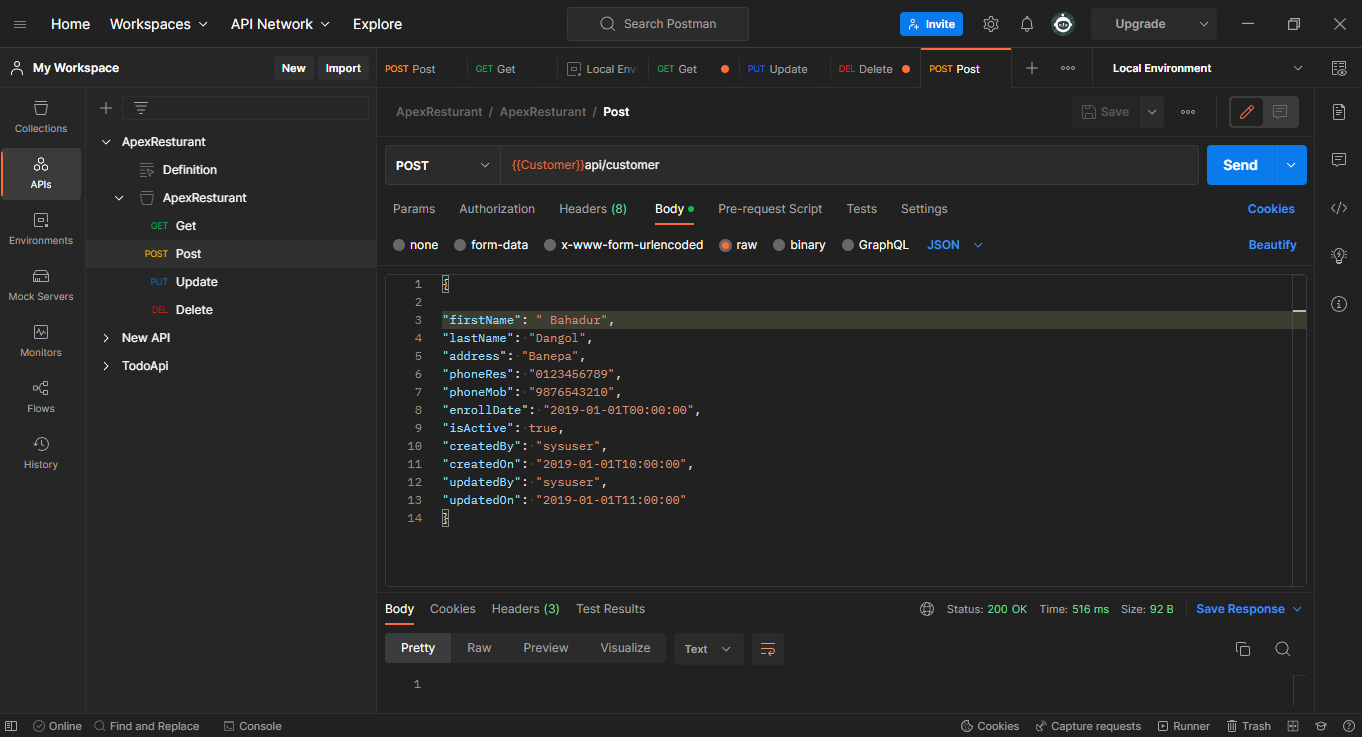 Home Workspaces API Network Explore Search Postman Invite Upgrade
My Workspace New Import POST Post GET Get Local Env GET Get PUT Update DEL Delete POST Post Local Environment
Collections
APIs
Environments
Mock Servers
Monitors
Flows
History
ApexResturant
Definition
ApexResturant
GET Get
POST Post
PUT Update
DEL Delete
New API
TodoApi
ApexResturant / ApexResturant / Post Save
POST {{Customer}}api/customer Send
Params Authorization Headers (8) Body Pre-request Script Tests Settings Cookies
none form-data x-www-form-urlencoded raw binary GraphQL JSON Beautify
1 {
2
3 "firstName": " Bahadur",
4 "lastName": "Dangol",
5 "address": "Banepa",
6 "phoneRes": "0123456789",
7 "phoneMob": "9876543210",
8 "enrollDate": "2019-01-01T00:00:00",
9 "isActive": true,
10 "createdBy": "sysuser",
11 "createdOn": "2019-01-01T10:00:00",
12 "updatedBy": "sysuser",
13 "updatedOn": "2019-01-01T11:00:00"
14 }
Body Cookies Headers (3) Test Results Status: 200 OK Time: 516 ms Size: 92 B Save Response
Pretty Raw Preview Visualize Text
1
Online Find and Replace Console Cookies Capture requests Runner Trash